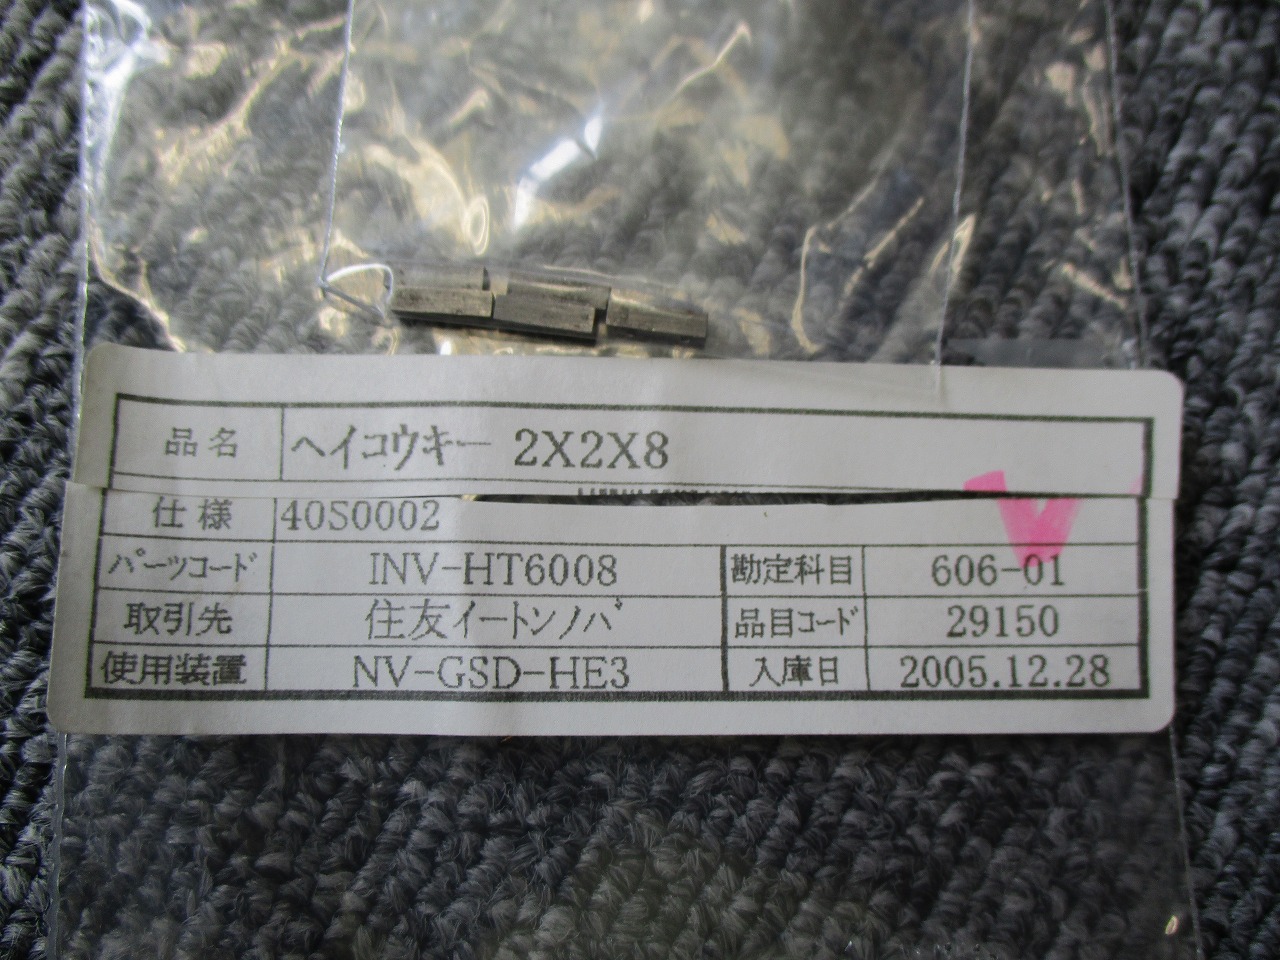 品名 ヘイコウキー 2X2X8
仕様 40S0002
パーツコード INV-HT6008 勘定科目 606-01
取引先 住友イートンノバ 品目コード 29150
使用装置 NV-GSD-HE3 入庫日 2005.12.28